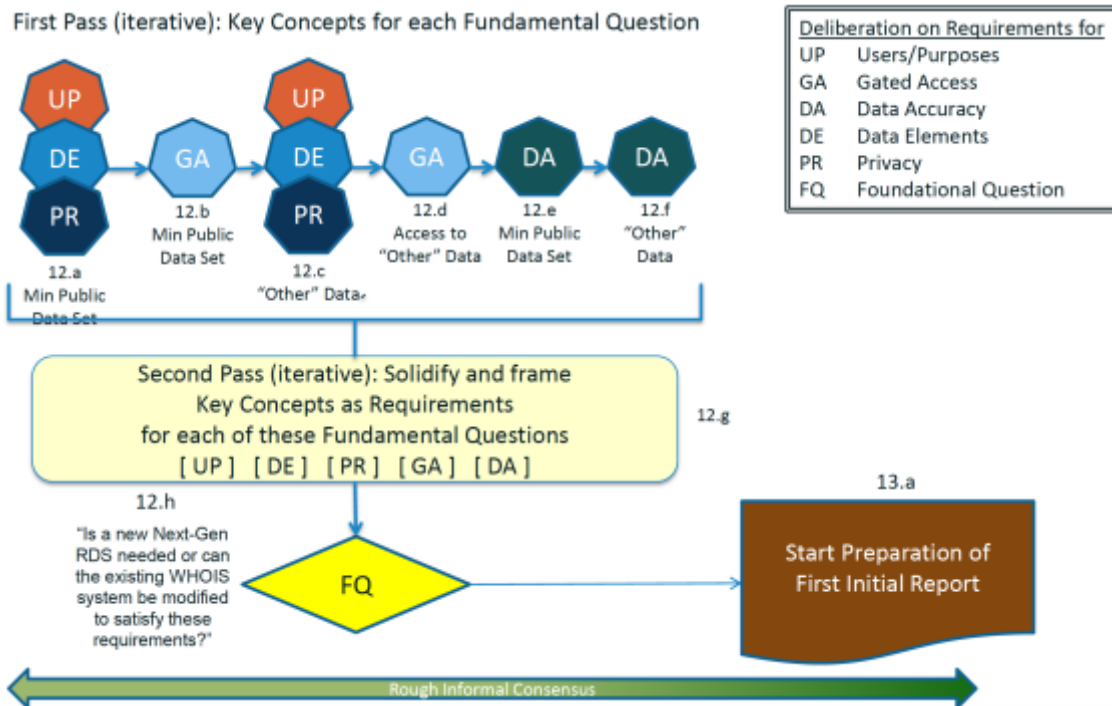 First Pass (iterative): Key Concepts for each Fundamental Question
Deliberation on Requirements for
UP Users/Purposes
GA Gated Access
DA Data Accuracy
DE Data Elements
PR Privacy
FQ Foundational Question
UP
DE
PR
12.a
Min Public
Data Set
GA
12.b
Min Public
Data Set
UP
DE
PR
12.c
“Other” Data
GA
12.d
Access to
“Other” Data
DA
12.e
Min Public
Data Set
DA
12.f
“Other”
Data
Second Pass (iterative): Solidify and frame
Key Concepts as Requirements
for each of these Fundamental Questions
[ UP ] [ DE ] [ PR ] [ GA ] [ DA ]
12.g
12.h
“Is a new Next-Gen
RDS needed or can
the existing WHOIS
system be modified
to satisfy these
requirements?”
FQ
13.a
Start Preparation of
First Initial Report
Rough Informal Consensus